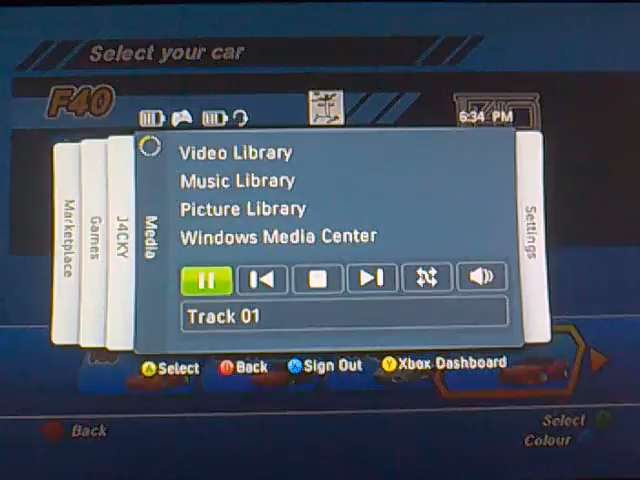 Select your car
F40
6:34 PM
Marketplace
Games
J4CKY
Media
Video Library
Music Library
Picture Library
Windows Media Center
Track 01
Settings
Select
Back
Sign Out
Y Xbox Dashboard
Back
Select
Colour